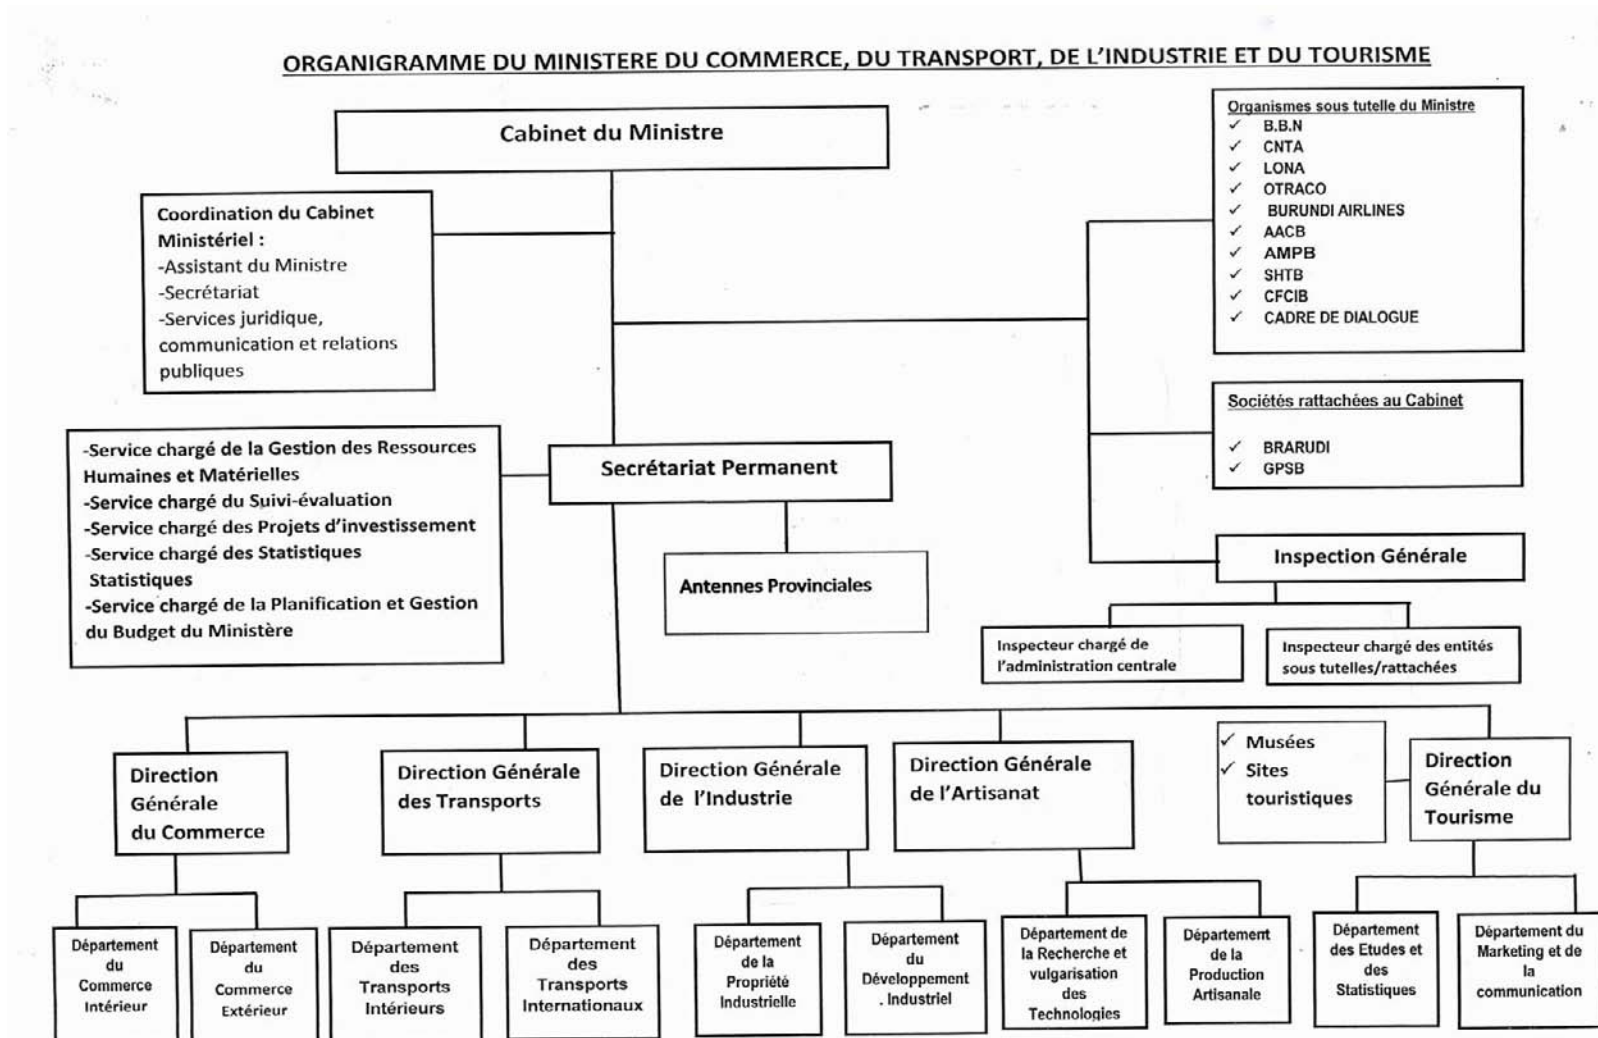 ORGANIGRAMME DU MINISTERE DU COMMERCE, DU TRANSPORT, DE L'INDUSTRIE ET DU TOURISME
Cabinet du Ministre
Organismes sous tutelle du Ministre
✓ B.B.N
✓ CNTA
✓ LONA
✓ OTRACO
✓ BURUNDI AIRLINES
✓ AACB
✓ AMPB
✓ SHTB
✓ CFCIB
✓ CADRE DE DIALOGUE
Coordination du Cabinet
Ministériel :
-Assistant du Ministre
-Secrétariat
-Services juridique,
communication et relations
publiques
Sociétés rattachées au Cabinet
✓ BRARUDI
✓ GPSB
-Service chargé de la Gestion des Ressources
Humaines et Matérielles
-Service chargé du Suivi-évaluation
-Service chargé des Projets d'investissement
-Service chargé des Statistiques
Statistiques
-Service chargé de la Planification et Gestion
du Budget du Ministère
Secrétariat Permanent
Antennes Provinciales
Inspection Générale
Inspecteur chargé de
l'administration centrale
Inspecteur chargé des entités
sous tutelles/rattachées
Direction
Générale
du Commerce
Direction Générale
des Transports
Direction Générale
de l'Industrie
Direction Générale
de l'Artisanat
✓ Musées
✓ Sites
touristiques
Direction
Générale du
Tourisme
Département
du
Commerce
Intérieur
Département
du
Commerce
Extérieur
Département
des
Transports
Intérieurs
Département
des
Transports
Internationaux
Département
de la
Propriété
Industrielle
Département
du
Développement
. Industriel
Département de
la Recherche et
vulgarisation
des
Technologies
Département
de la
Production
Artisanale
Département
des Etudes et
des
Statistiques
Département du
Marketing et de
la
communication